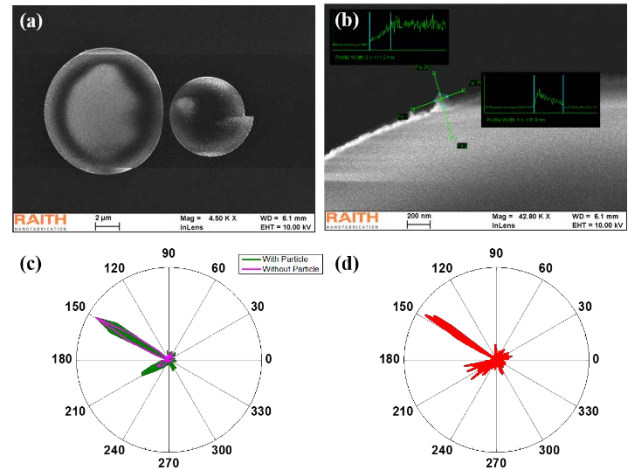 (a)
RAITH
NANOFABRICATION
2 µm
Mag = 4.50 K X
WD = 6.1 mm
InLens
EHT = 10.00 kV
(b)
RAITH
NANOFABRICATION
200 nm
Mag = 42.80 K X
WD = 6.1 mm
InLens
EHT = 10.00 kV
(c)
With Particle
Without Particle
90
120
60
150
30
180
0
210
330
240
300
270
(d)
90
120
60
150
30
180
0
210
330
240
300
270